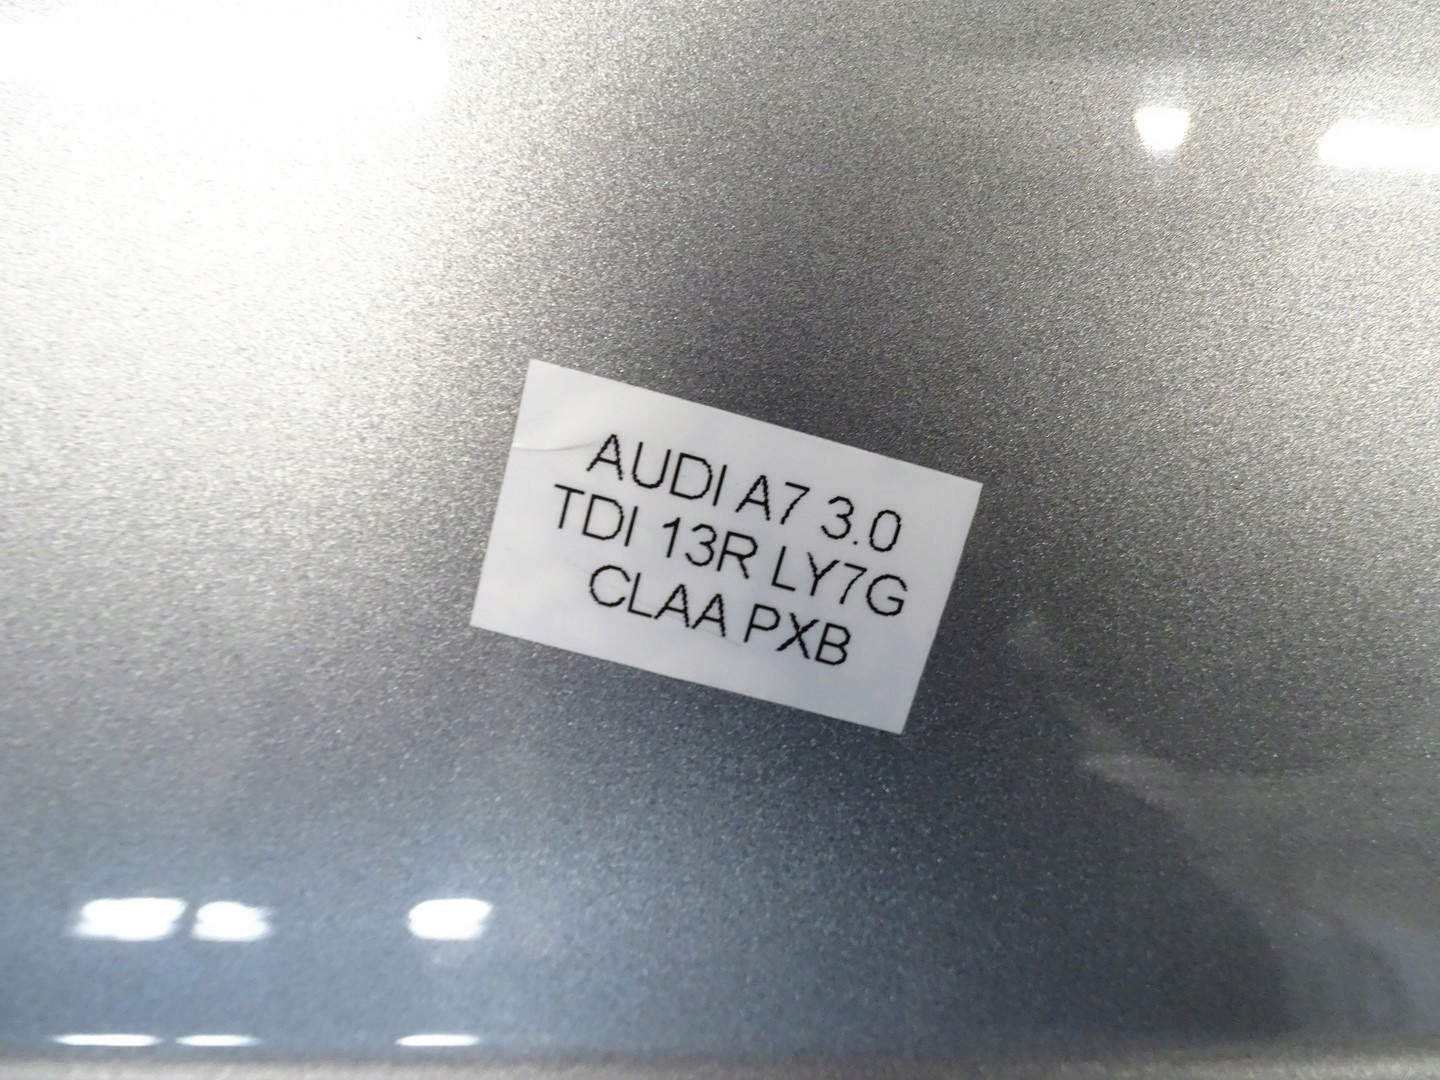 AUDI A7 3.0
TDI 13R LY7G
CLAA PXB